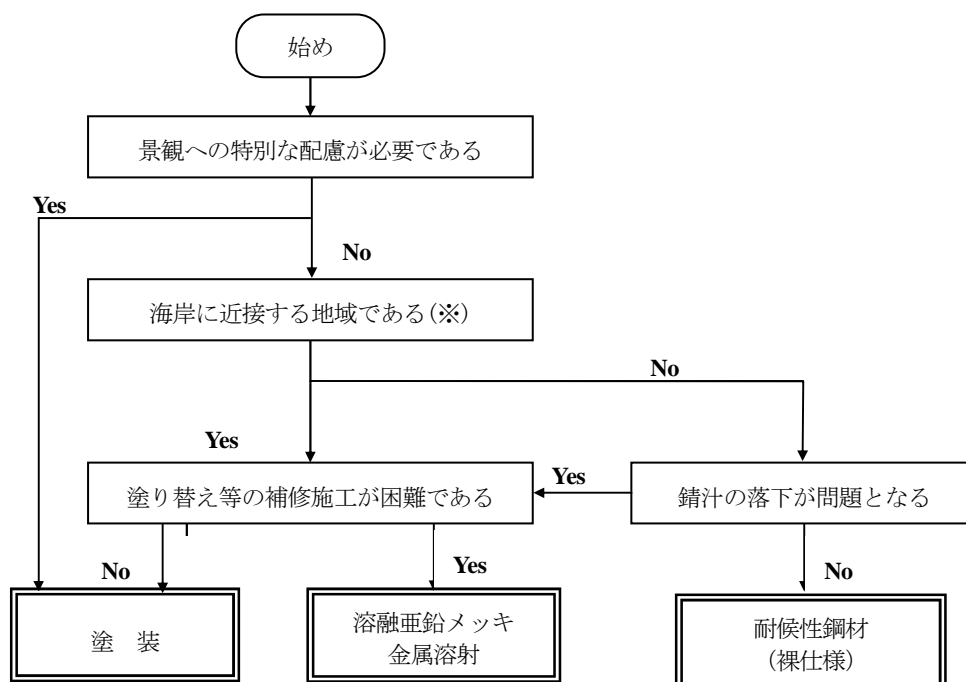 始め
景観への特別な配慮が必要である
Yes
No
海岸に近接する地域である(※)
No
Yes
塗り替え等の補修施工が困難である
Yes
錆汁の落下が問題となる
No
Yes
No
塗　装
溶融亜鉛メッキ
金属溶射
耐候性鋼材
(裸仕様)